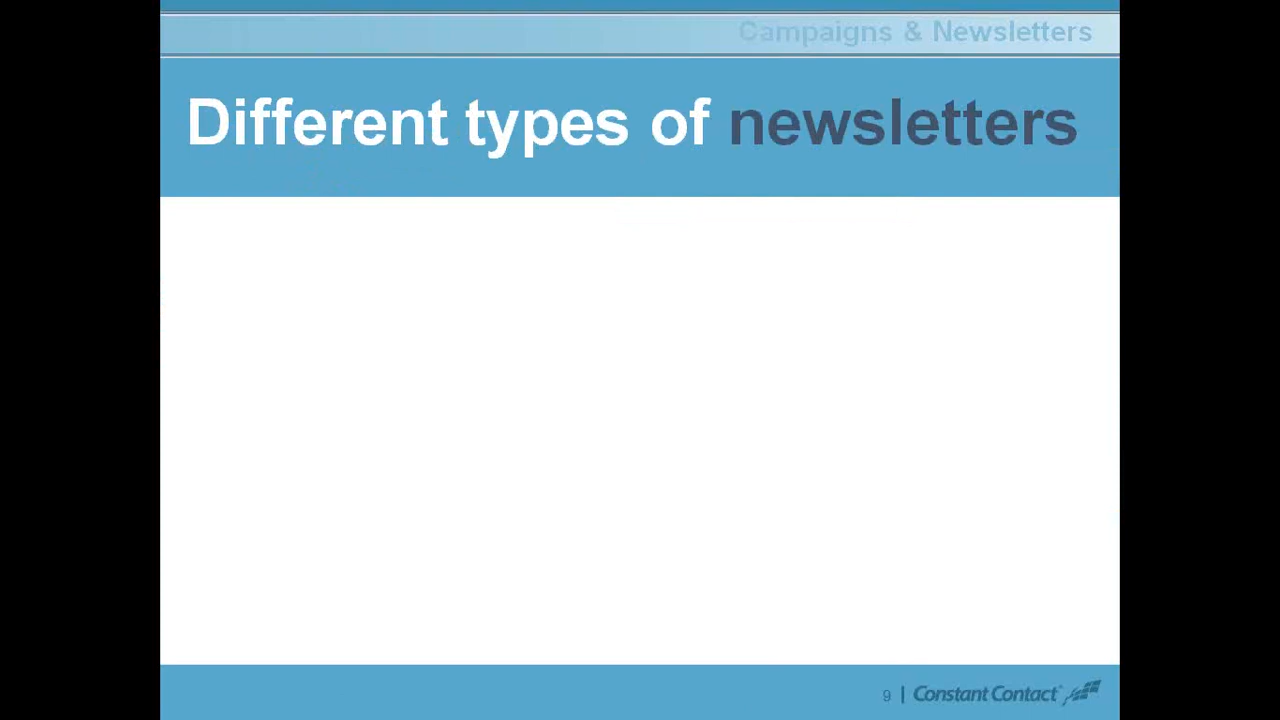 Campaigns & Newsletters
Different types of newsletters
9 | Constant Contact